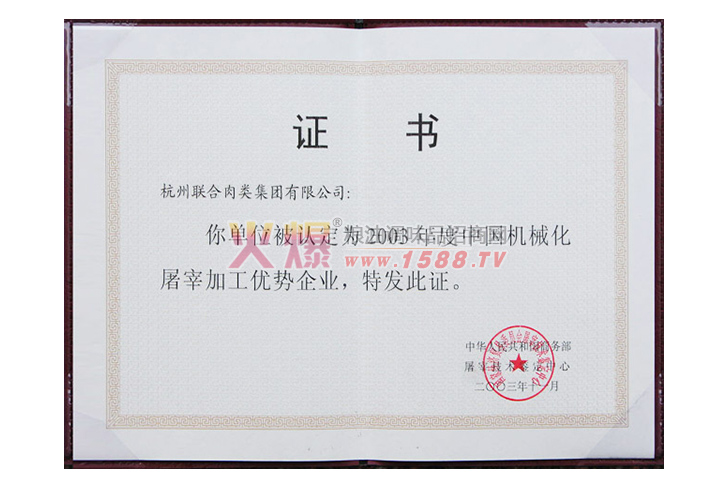 证 书
杭州联合肉类集团有限公司:
你单位被认定为2003年度中国机械化
火爆®
www.1588.TV
屠宰加工优势企业，特发此证。
中华人民共和国商务部
屠宰技术鉴定中心
二〇〇三年十一月